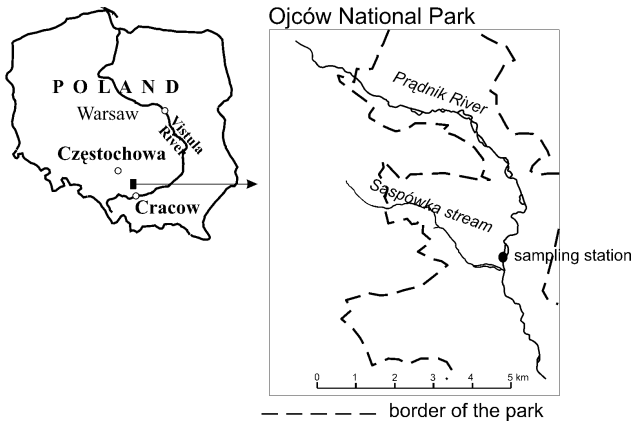 Ojców National Park
POLAND
Warsaw
Vistula
River
Częstochowa
Cracow
Prądnik River
Sąspówka stream
sampling station
0 1 2 3 4 5 km
border of the park